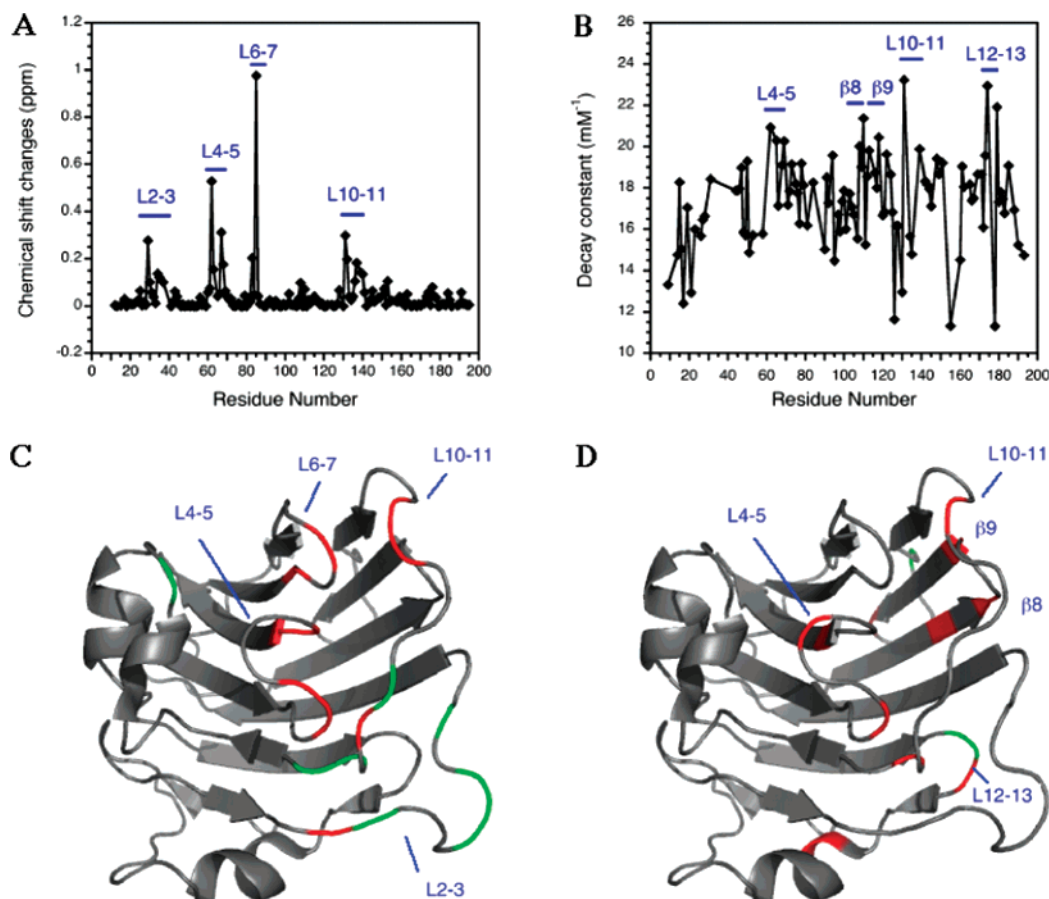 A
Chemical shift changes (ppm)
1.2
1
0.8
0.6
0.4
0.2
0
-0.2
L2-3
L4-5
L6-7
L10-11
0 20 40 60 80 100 120 140 160 180 200
Residue Number
B
Decay constant (mM⁻¹)
26
24
22
20
18
16
14
12
10
L4-5
β8
β9
L10-11
L12-13
0 20 40 60 80 100 120 140 160 180 200
Residue Number
C
L6-7
L10-11
L4-5
L2-3
D
L10-11
β9
L4-5
β8
L12-13